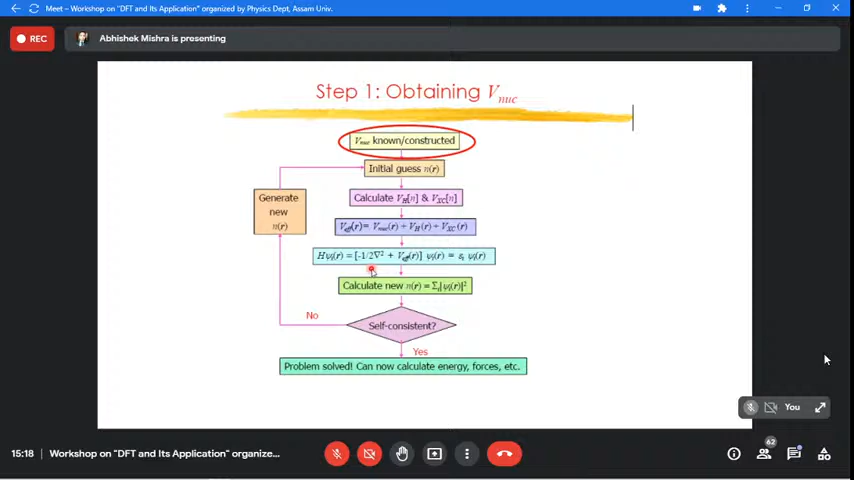 Meet – Workshop on "DFT and Its Application" organized by Physics Dept, Assam Univ.
REC
Abhishek Mishra is presenting
Step 1: Obtaining V_nuc
V_nuc known/constructed
Initial guess n(r)
Calculate V_H[n] & V_XC[n]
V_eff(r) = V_nuc(r) + V_H(r) + V_XC(r)
Hψ_i(r) = [-1/2∇² + V_eff(r)] ψ_i(r) = ε_i ψ_i(r)
Calculate new n(r) = Σ_i|ψ_i(r)|²
Generate
new
n(r)
No
Self-consistent?
Yes
Problem solved! Can now calculate energy, forces, etc.
You
15:18 Workshop on "DFT and Its Application" organize...
62